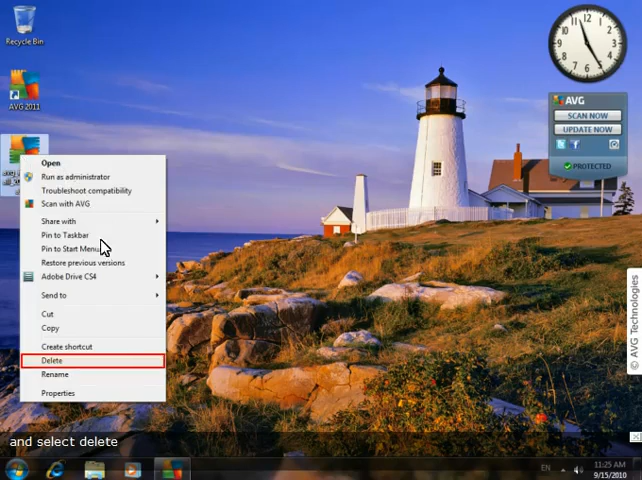 Recycle Bin
AVG 2011
Open
Run as administrator
Troubleshoot compatibility
Scan with AVG
Share with
Pin to Taskbar
Pin to Start Menu
Restore previous versions
Adobe Drive CS4
Send to
Cut
Copy
Create shortcut
Delete
Rename
Properties
AVG
SCAN NOW
UPDATE NOW
PROTECTED
© AVG Technologies
and select delete
EN
11:25 AM
9/15/2010